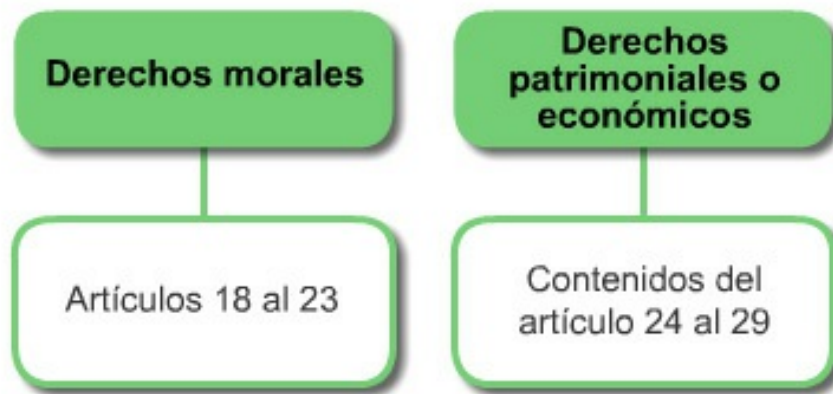 Derechos morales
Artículos 18 al 23
Derechos
patrimoniales o
económicos
Contenidos del
artículo 24 al 29